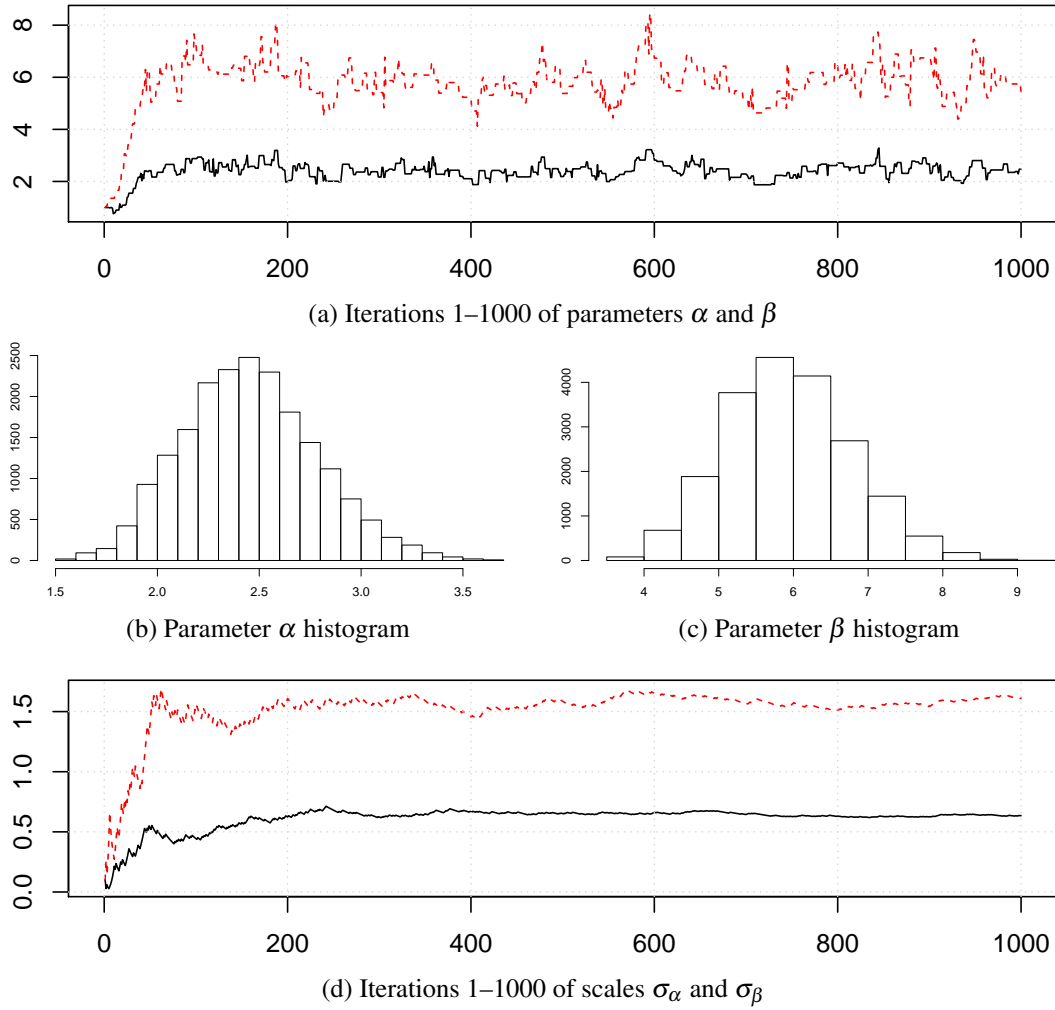 8
6
4
2
0 200 400 600 800 1000
(a) Iterations 1–1000 of parameters α and β
2500
2000
1500
1000
500
0
1.5 2.0 2.5 3.0 3.5
(b) Parameter α histogram
4000
3000
2000
1000
0
4 5 6 7 8 9
(c) Parameter β histogram
1.5
1.0
0.5
0.0
0 200 400 600 800 1000
(d) Iterations 1–1000 of scales σα and σβ